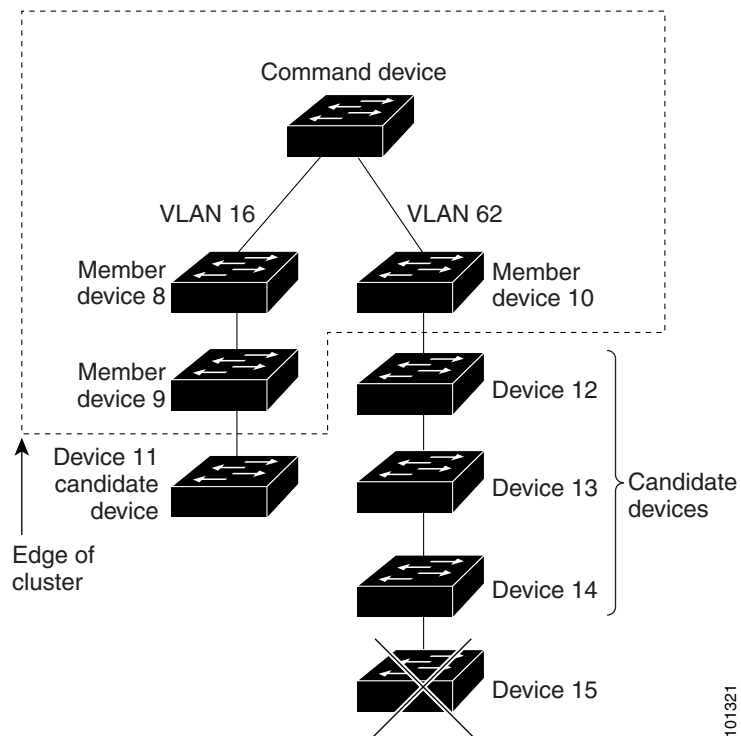 Command device
VLAN 16
VLAN 62
Member
device 8
Member
device 10
Member
device 9
Device 12
Device 11
candidate
device
Device 13
Candidate
devices
Edge of
cluster
Device 14
Device 15
101321